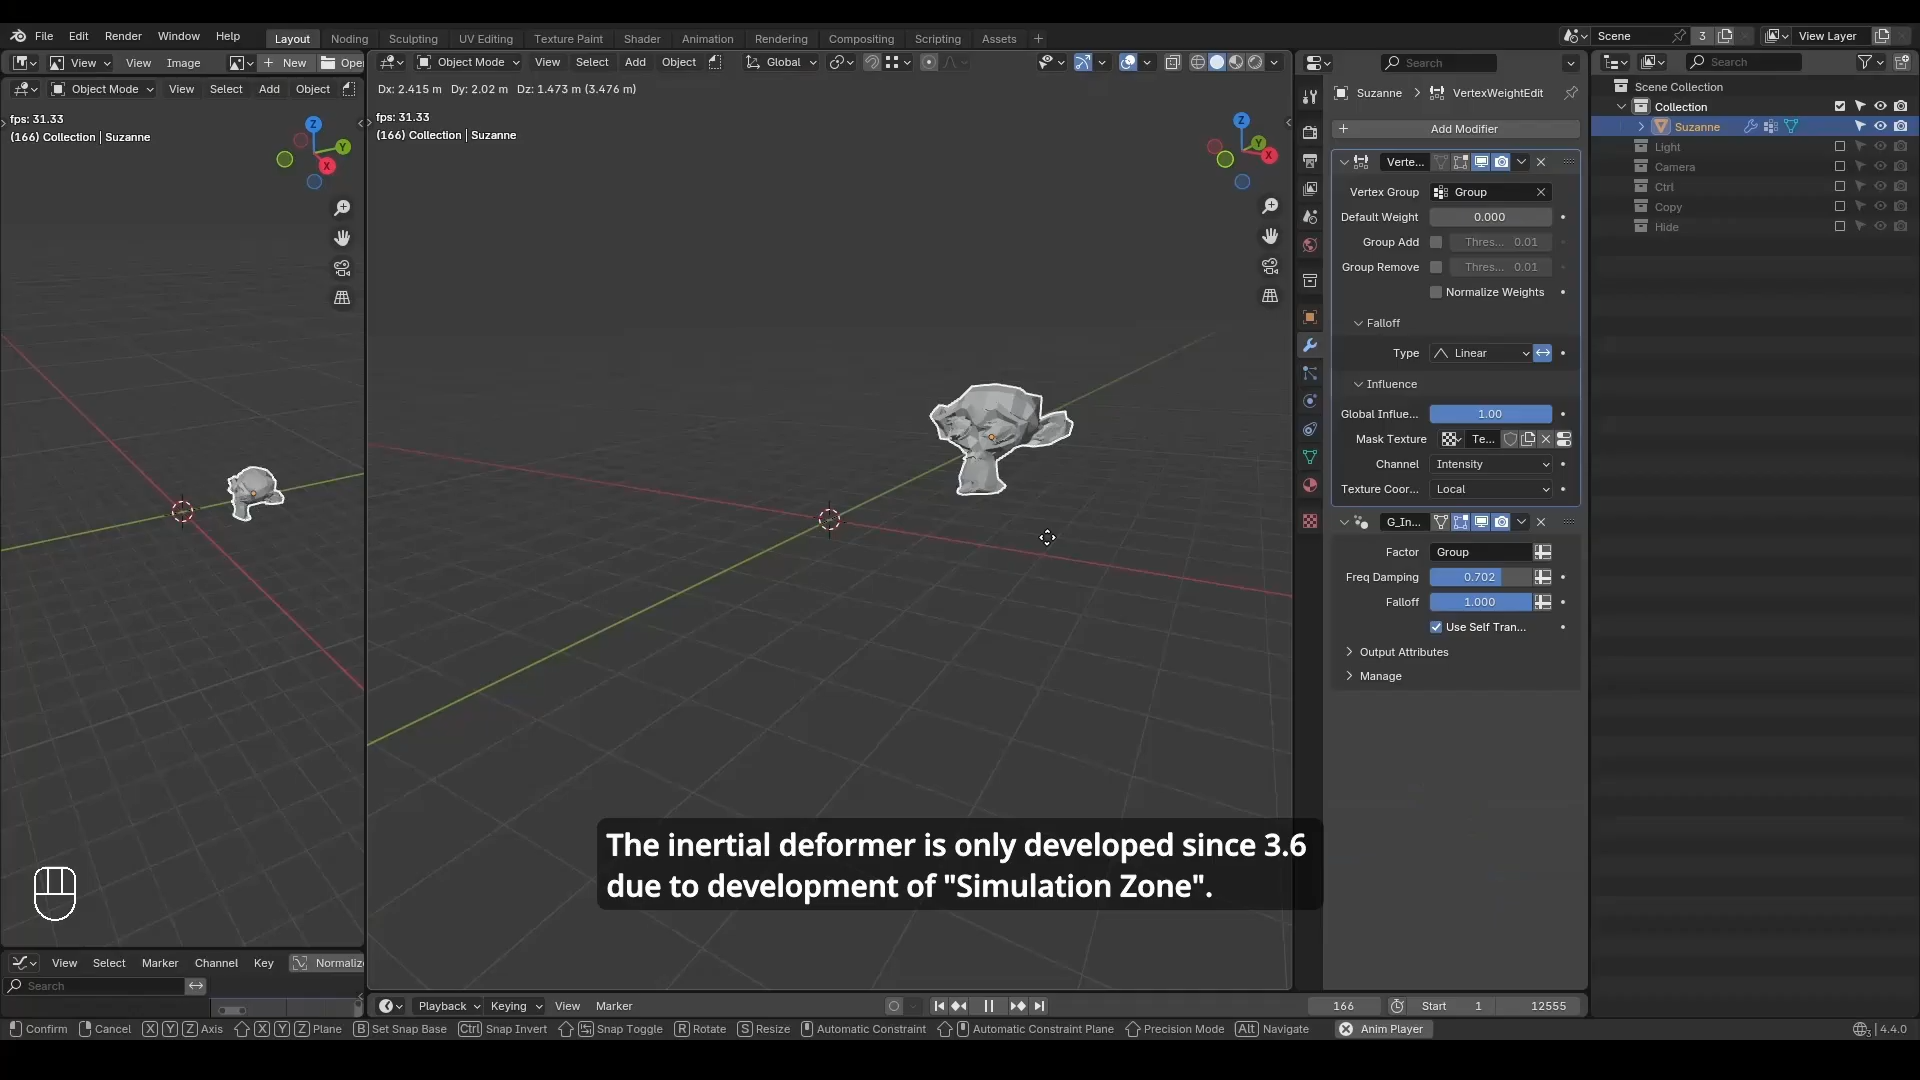 File Edit Render Window Help
Layout Noding Sculpting UV Editing Texture Paint Shader Animation Rendering Compositing Scripting Assets +
Scene 3 View Layer
View View Image New Ope
Object Mode View Select Add Object Global
Search
Search
Object Mode View Select Add Object
Dx: 2.415 m Dy: 2.02 m Dz: 1.473 m (3.476 m)
fps: 31.33
(166) Collection | Suzanne
fps: 31.33
(166) Collection | Suzanne
Z
Y
X
Z
Y
X
Suzanne > VertexWeightEdit
Add Modifier
Verte...
Vertex Group Group
Default Weight 0.000
Group Add Thres... 0.01
Group Remove Thres... 0.01
Normalize Weights
Falloff
Type Linear
Influence
Global Influe... 1.00
Mask Texture Te...
Channel Intensity
Texture Coor... Local
G_In...
Factor Group
Freq Damping 0.702
Falloff 1.000
Use Self Tran...
Output Attributes
Manage
Scene Collection
Collection
Suzanne
Light
Camera
Ctrl
Copy
Hide
The inertial deformer is only developed since 3.6
due to development of "Simulation Zone".
View Select Marker Channel Key Normaliz
Search
Playback Keying View Marker 166 Start 1 12555
Confirm Cancel X Y Z Axis X Y Z Plane B Set Snap Base Ctrl Snap Invert Snap Toggle R Rotate S Resize Automatic Constraint Automatic Constraint Plane Precision Mode Alt Navigate Anim Player 4.4.0